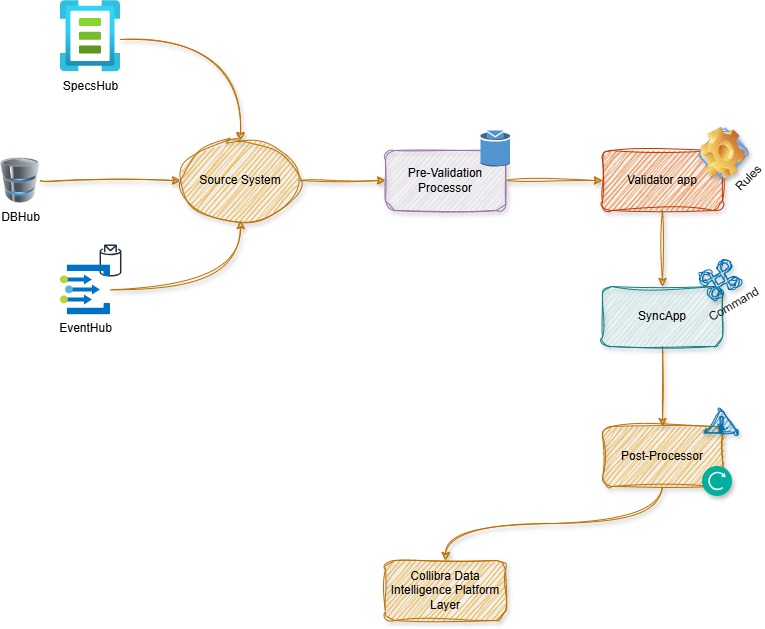 SpecsHub
DBHub
EventHub
Source System
Pre-Validation
Processor
Validator app
Rules
SyncApp
Command
Post-Processor
Collibra Data
Intelligence Platform
Layer